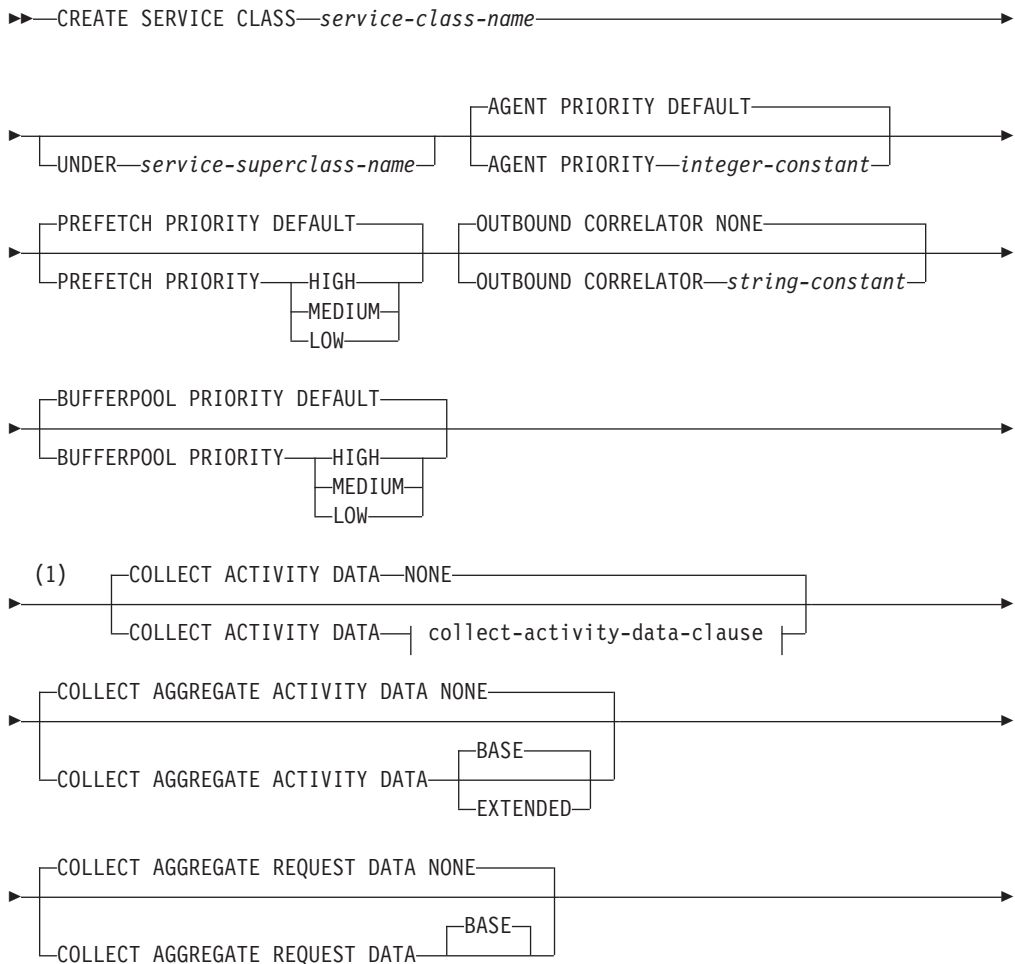 CREATE SERVICE CLASS service-class-name
AGENT PRIORITY DEFAULT
UNDER service-superclass-name AGENT PRIORITY integer-constant
PREFETCH PRIORITY DEFAULT OUTBOUND CORRELATOR NONE
PREFETCH PRIORITY HIGH OUTBOUND CORRELATOR string-constant
MEDIUM
LOW
BUFFERPOOL PRIORITY DEFAULT
BUFFERPOOL PRIORITY HIGH
MEDIUM
LOW
(1) COLLECT ACTIVITY DATA NONE
COLLECT ACTIVITY DATA collect-activity-data-clause
COLLECT AGGREGATE ACTIVITY DATA NONE
BASE
COLLECT AGGREGATE ACTIVITY DATA
EXTENDED
COLLECT AGGREGATE REQUEST DATA NONE
BASE
COLLECT AGGREGATE REQUEST DATA